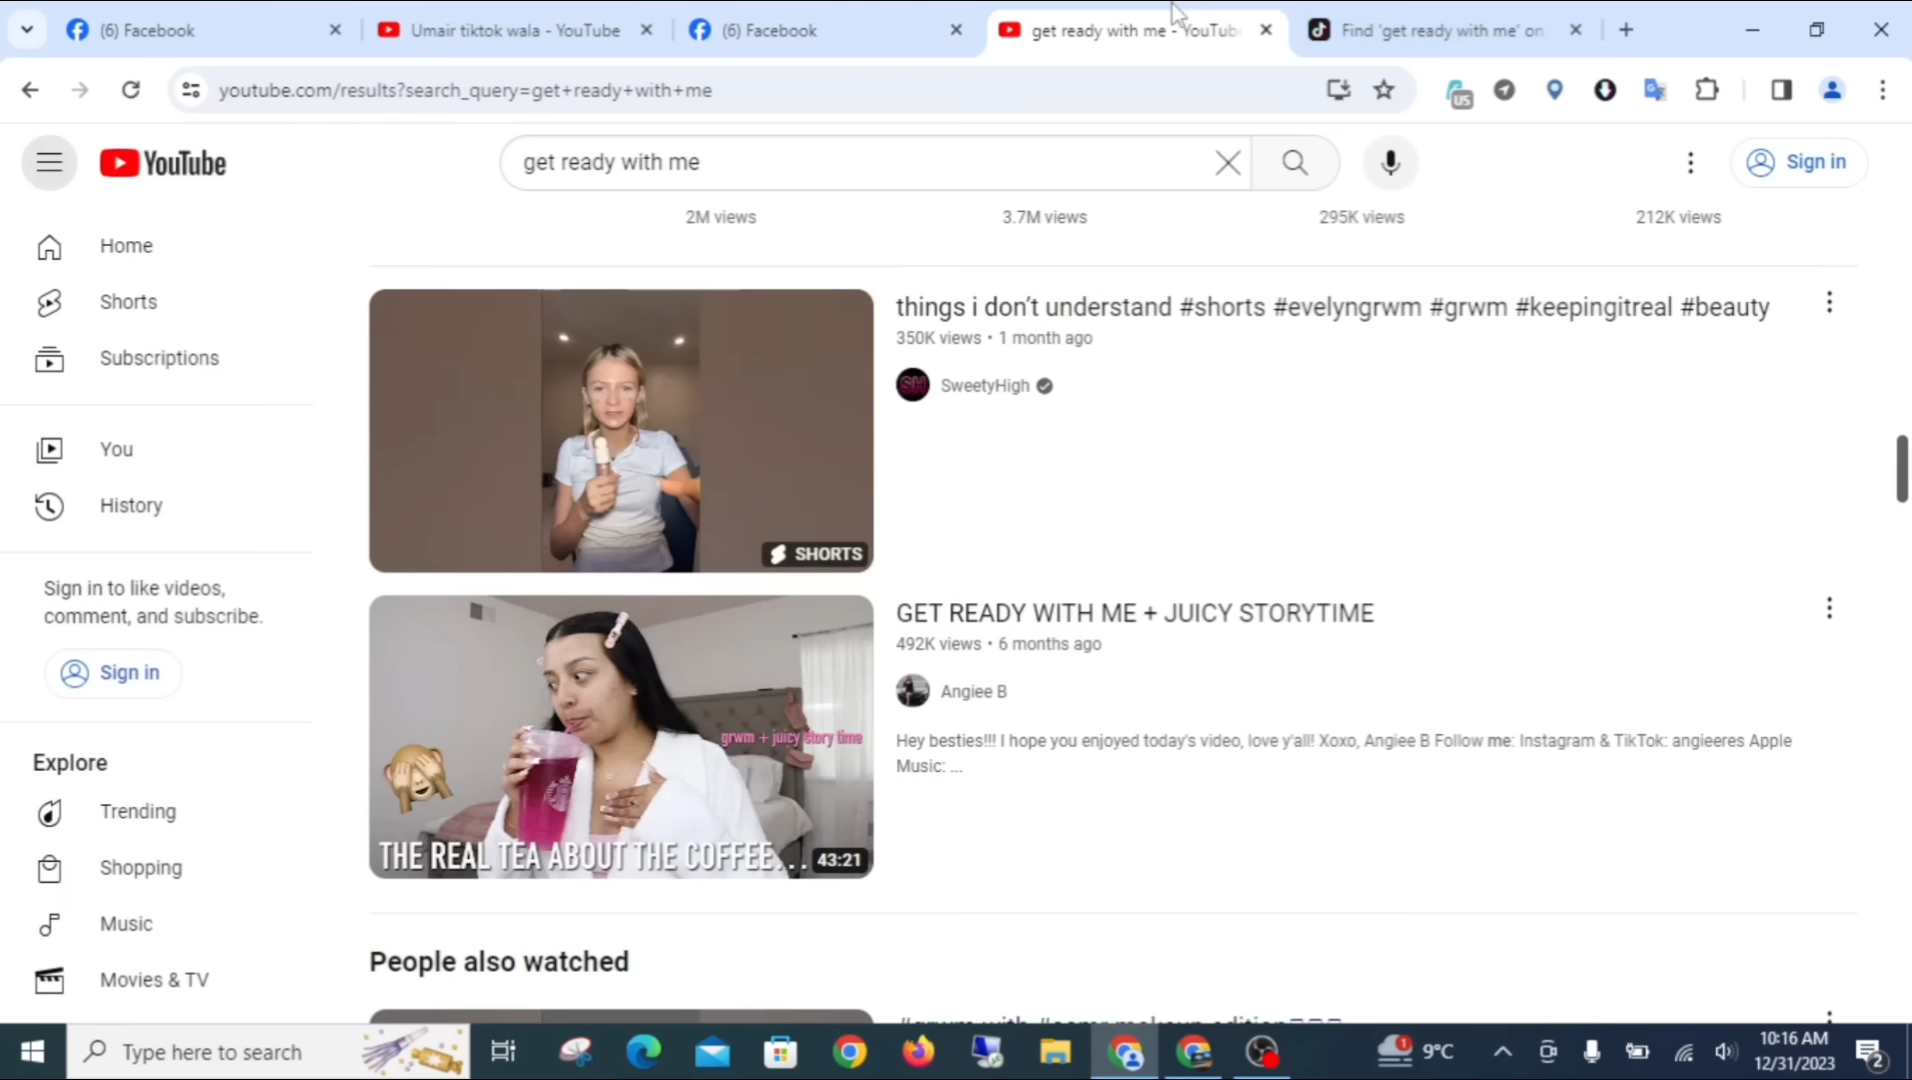 (6) Facebook
Umair tiktok wala - YouTube
(6) Facebook
get ready with me - YouTub
Find 'get ready with me' on
youtube.com/results?search_query=get+ready+with+me
US
YouTube
get ready with me
Sign in
2M views
3.7M views
295K views
212K views
Home
Shorts
Subscriptions
You
History
Sign in to like videos,
comment, and subscribe.
Sign in
Explore
Trending
Shopping
Music
Movies & TV
SHORTS
things i don't understand #shorts #evelyngrwm #grwm #keepingitreal #beauty
350K views • 1 month ago
SH
SweetyHigh
grwm + juicy story time
THE REAL TEA ABOUT THE COFFEE...
43:21
GET READY WITH ME + JUICY STORYTIME
492K views • 6 months ago
Angiee B
Hey besties!!! I hope you enjoyed today's video, love y'all! Xoxo, Angiee B Follow me: Instagram & TikTok: angieeres Apple
Music: ...
People also watched
Type here to search
1
9°C
10:16 AM
12/31/2023
2